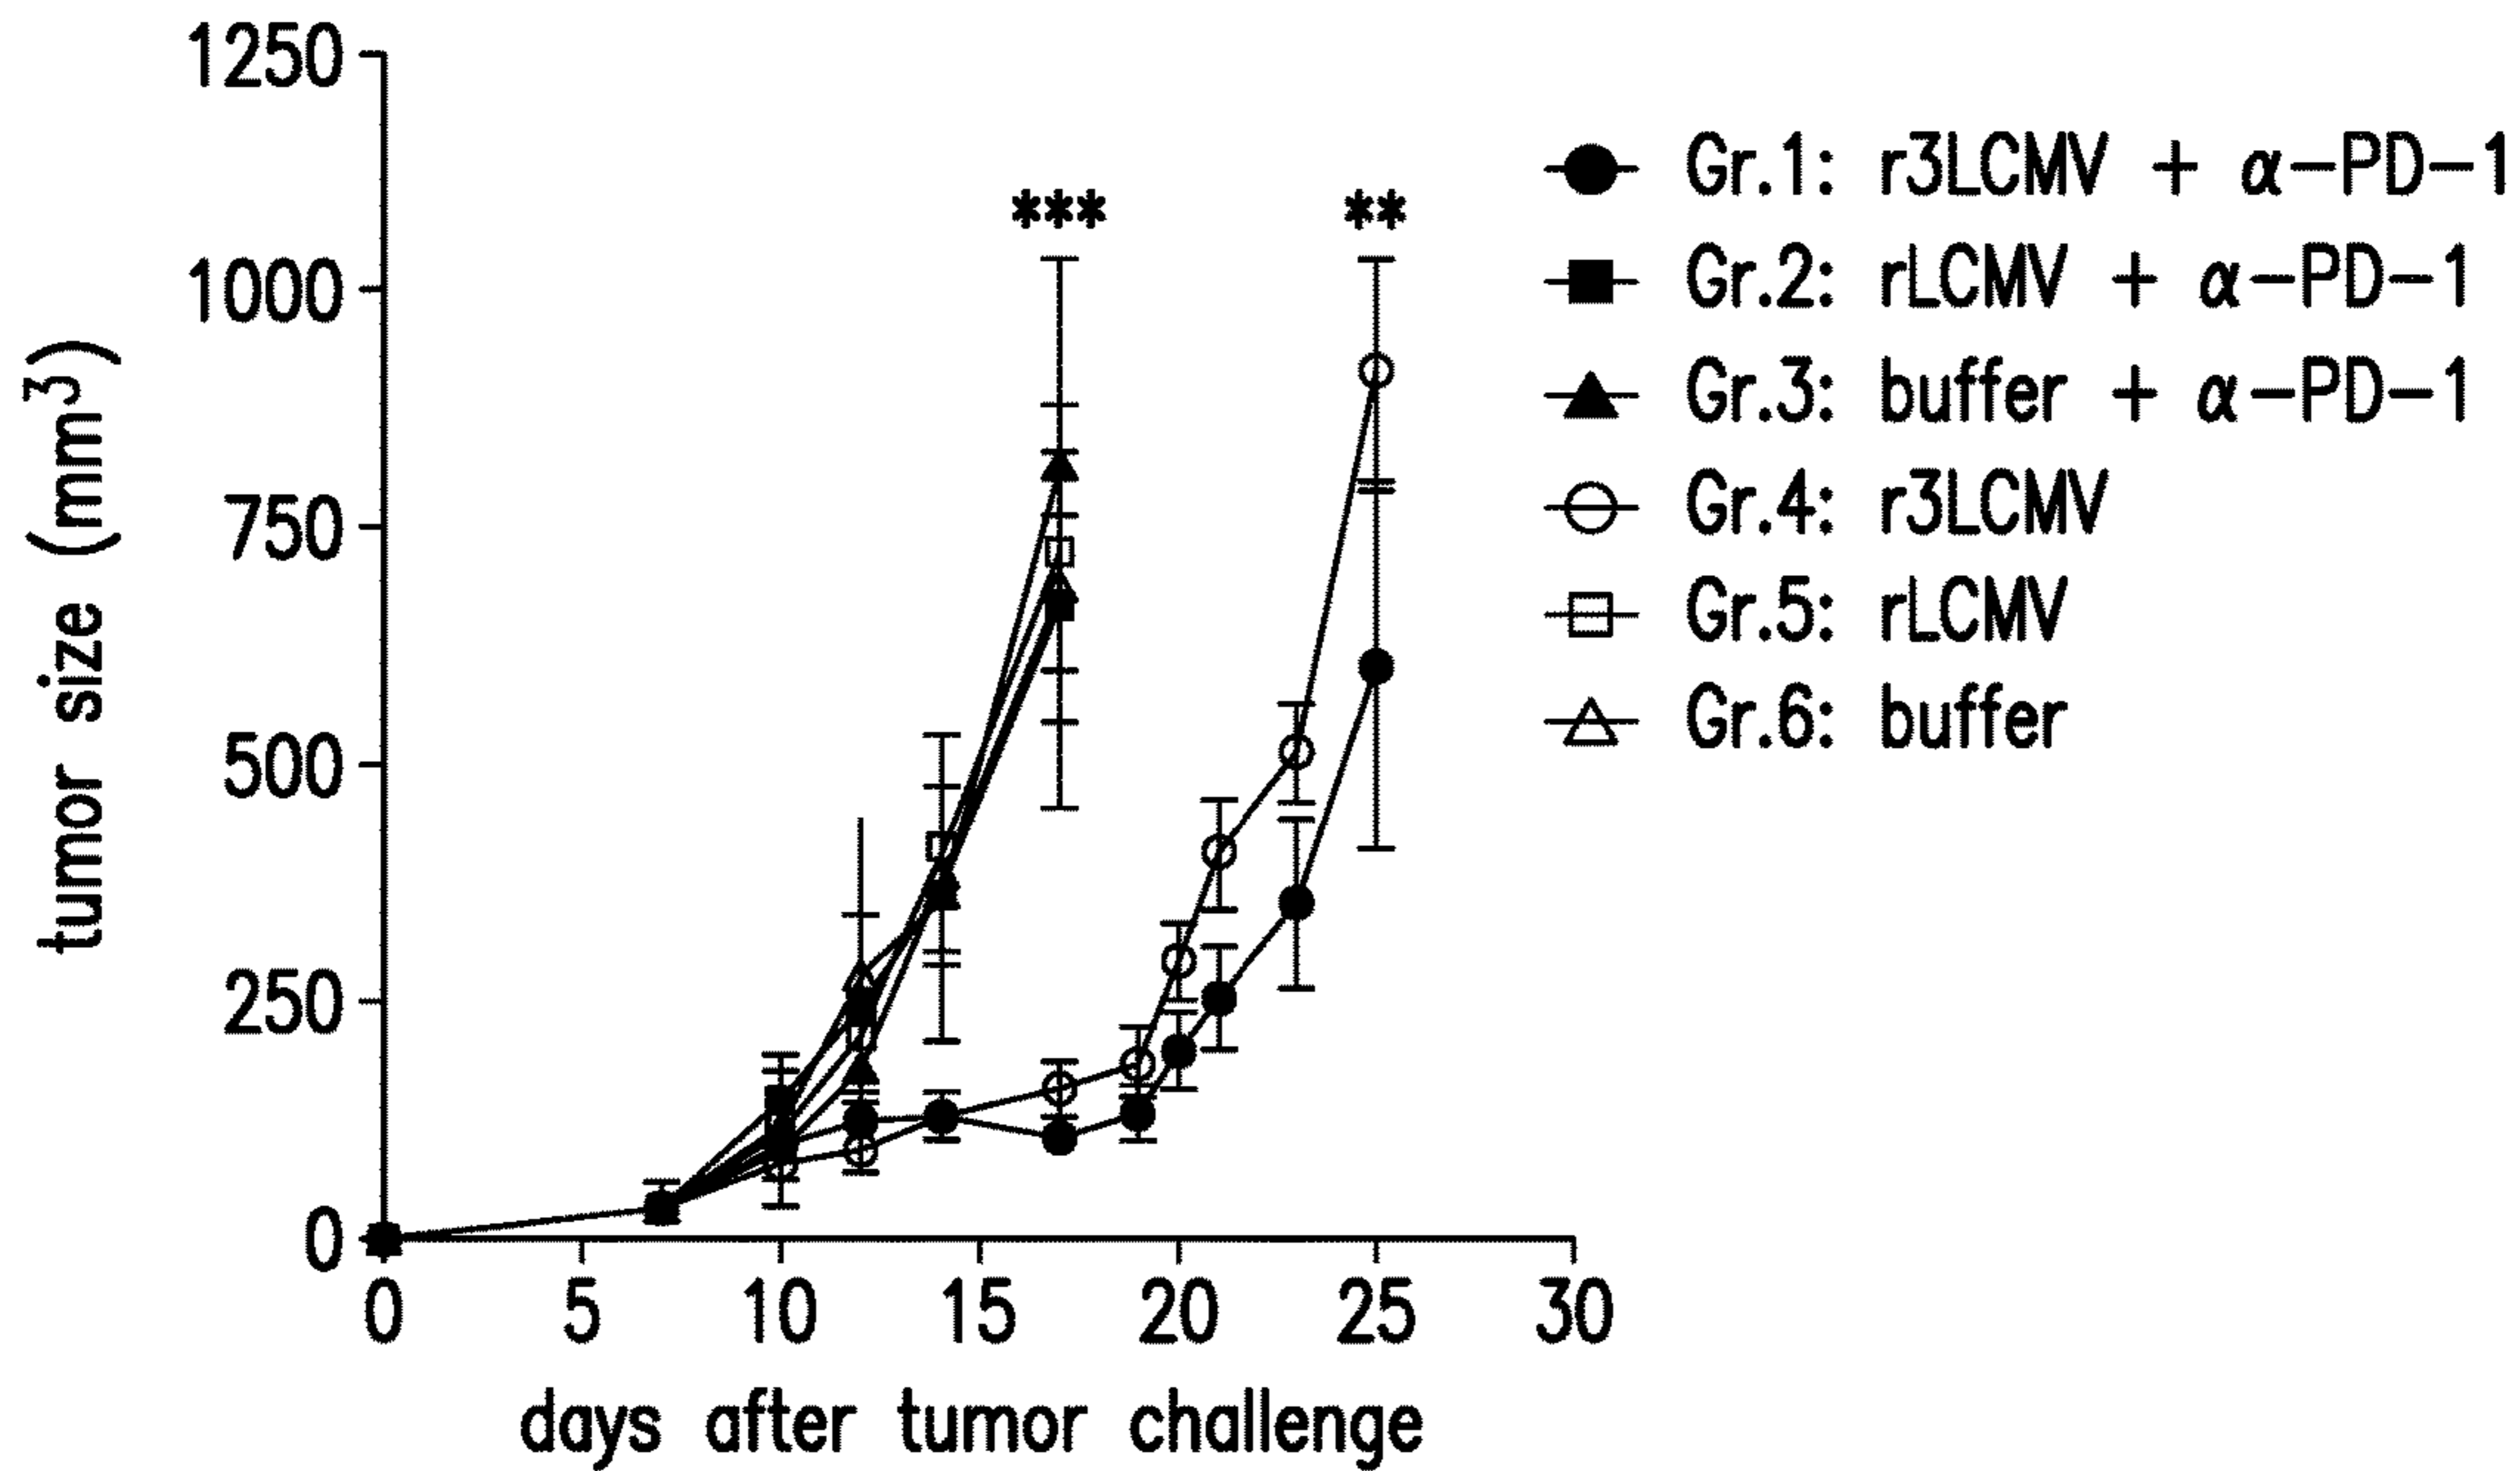 tumor size (mm³)
1250
1000
750
500
250
0
0 5 10 15 20 25 30
days after tumor challenge
***
**
Gr.1: r3LCMV + α-PD-1
Gr.2: rLCMV + α-PD-1
Gr.3: buffer + α-PD-1
Gr.4: r3LCMV
Gr.5: rLCMV
Gr.6: buffer